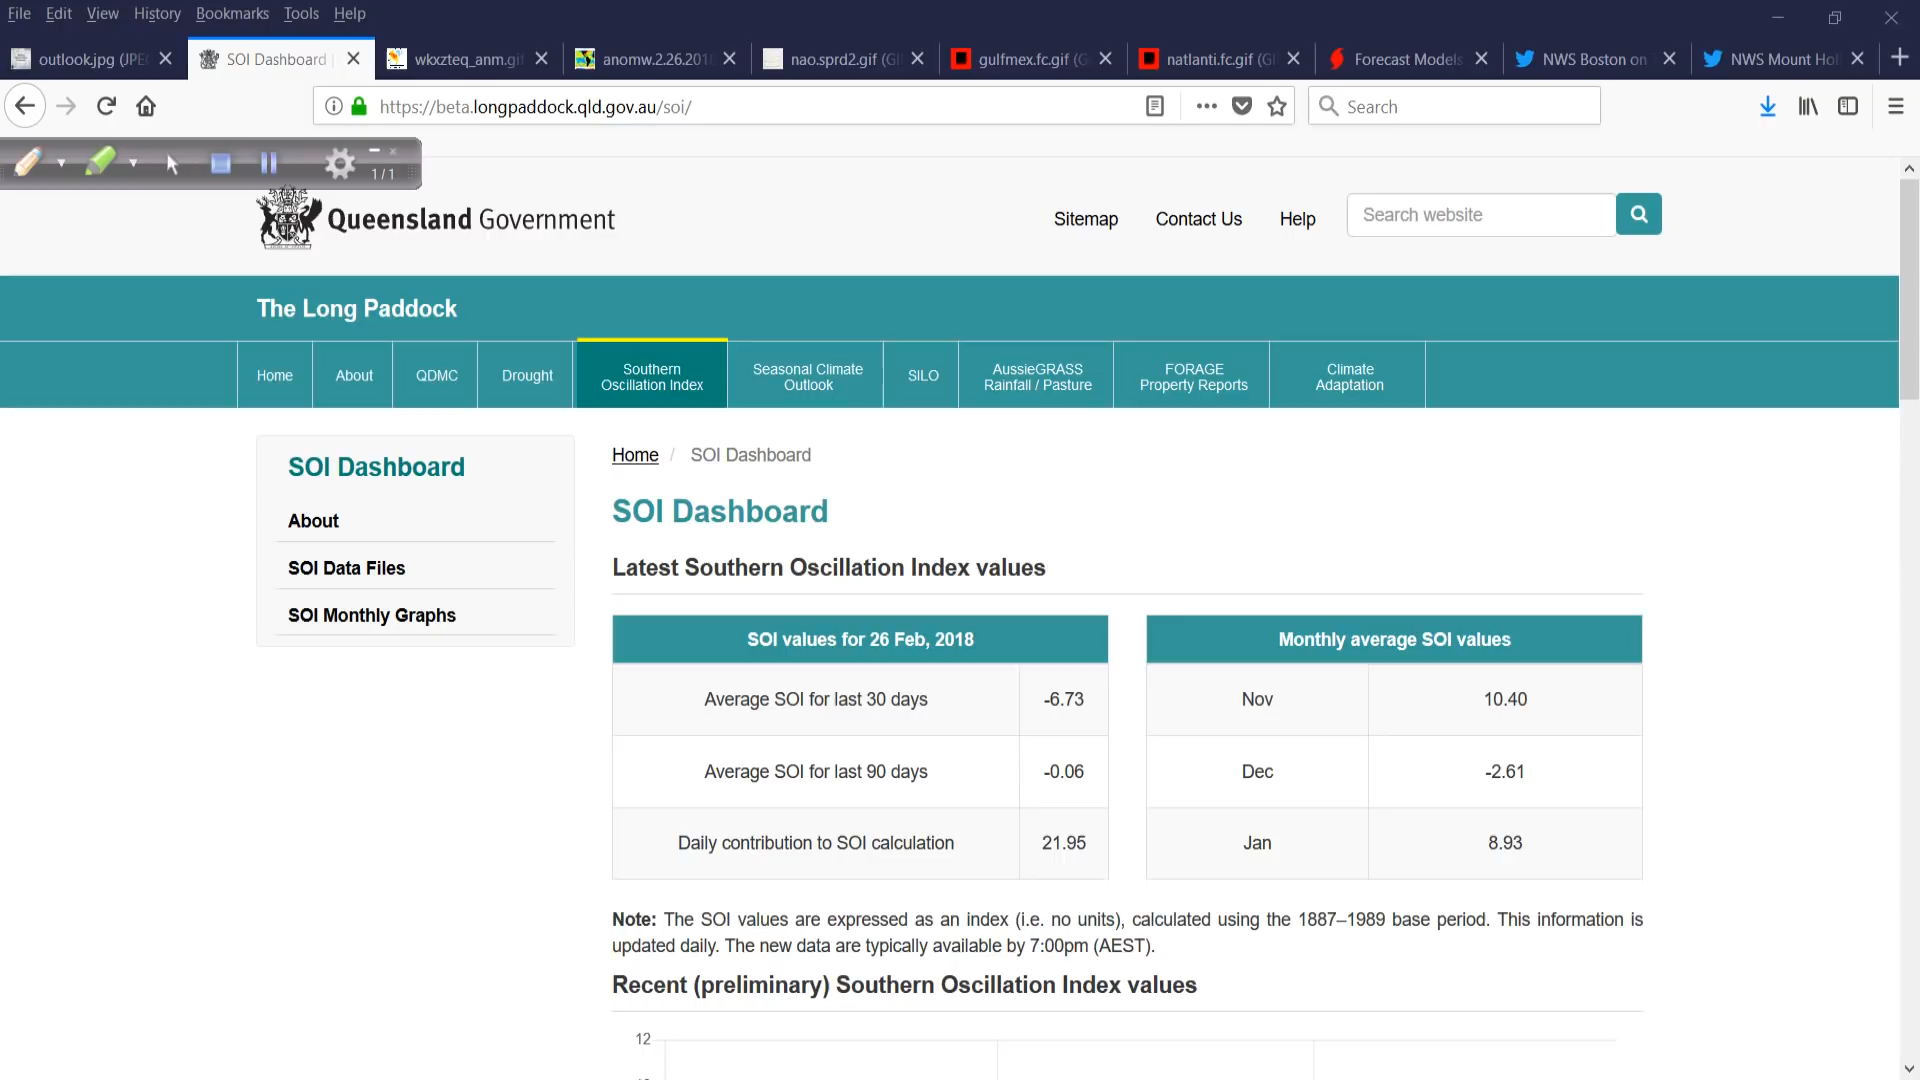 File Edit View History Bookmarks Tools Help
outlook.jpg (JPE
SOI Dashboard
wkxzteq_anm.gif
anomw.2.26.201
nao.sprd2.gif (GI
gulfmex.fc.gif (G
natlanti.fc.gif (GI
Forecast Models
NWS Boston on
NWS Mount Hol
https://beta.longpaddock.qld.gov.au/soi/
Search
1 / 1
Queensland Government
Sitemap
Contact Us
Help
Search website
The Long Paddock
Home
About
QDMC
Drought
Southern
Oscillation Index
Seasonal Climate
Outlook
SILO
AussieGRASS
Rainfall / Pasture
FORAGE
Property Reports
Climate
Adaptation
SOI Dashboard
About
SOI Data Files
SOI Monthly Graphs
Home / SOI Dashboard
SOI Dashboard
Latest Southern Oscillation Index values
SOI values for 26 Feb, 2018
Average SOI for last 30 days -6.73
Average SOI for last 90 days -0.06
Daily contribution to SOI calculation 21.95
Monthly average SOI values
Nov 10.40
Dec -2.61
Jan 8.93
Note: The SOI values are expressed as an index (i.e. no units), calculated using the 1887–1989 base period. This information is
updated daily. The new data are typically available by 7:00pm (AEST).
Recent (preliminary) Southern Oscillation Index values
12